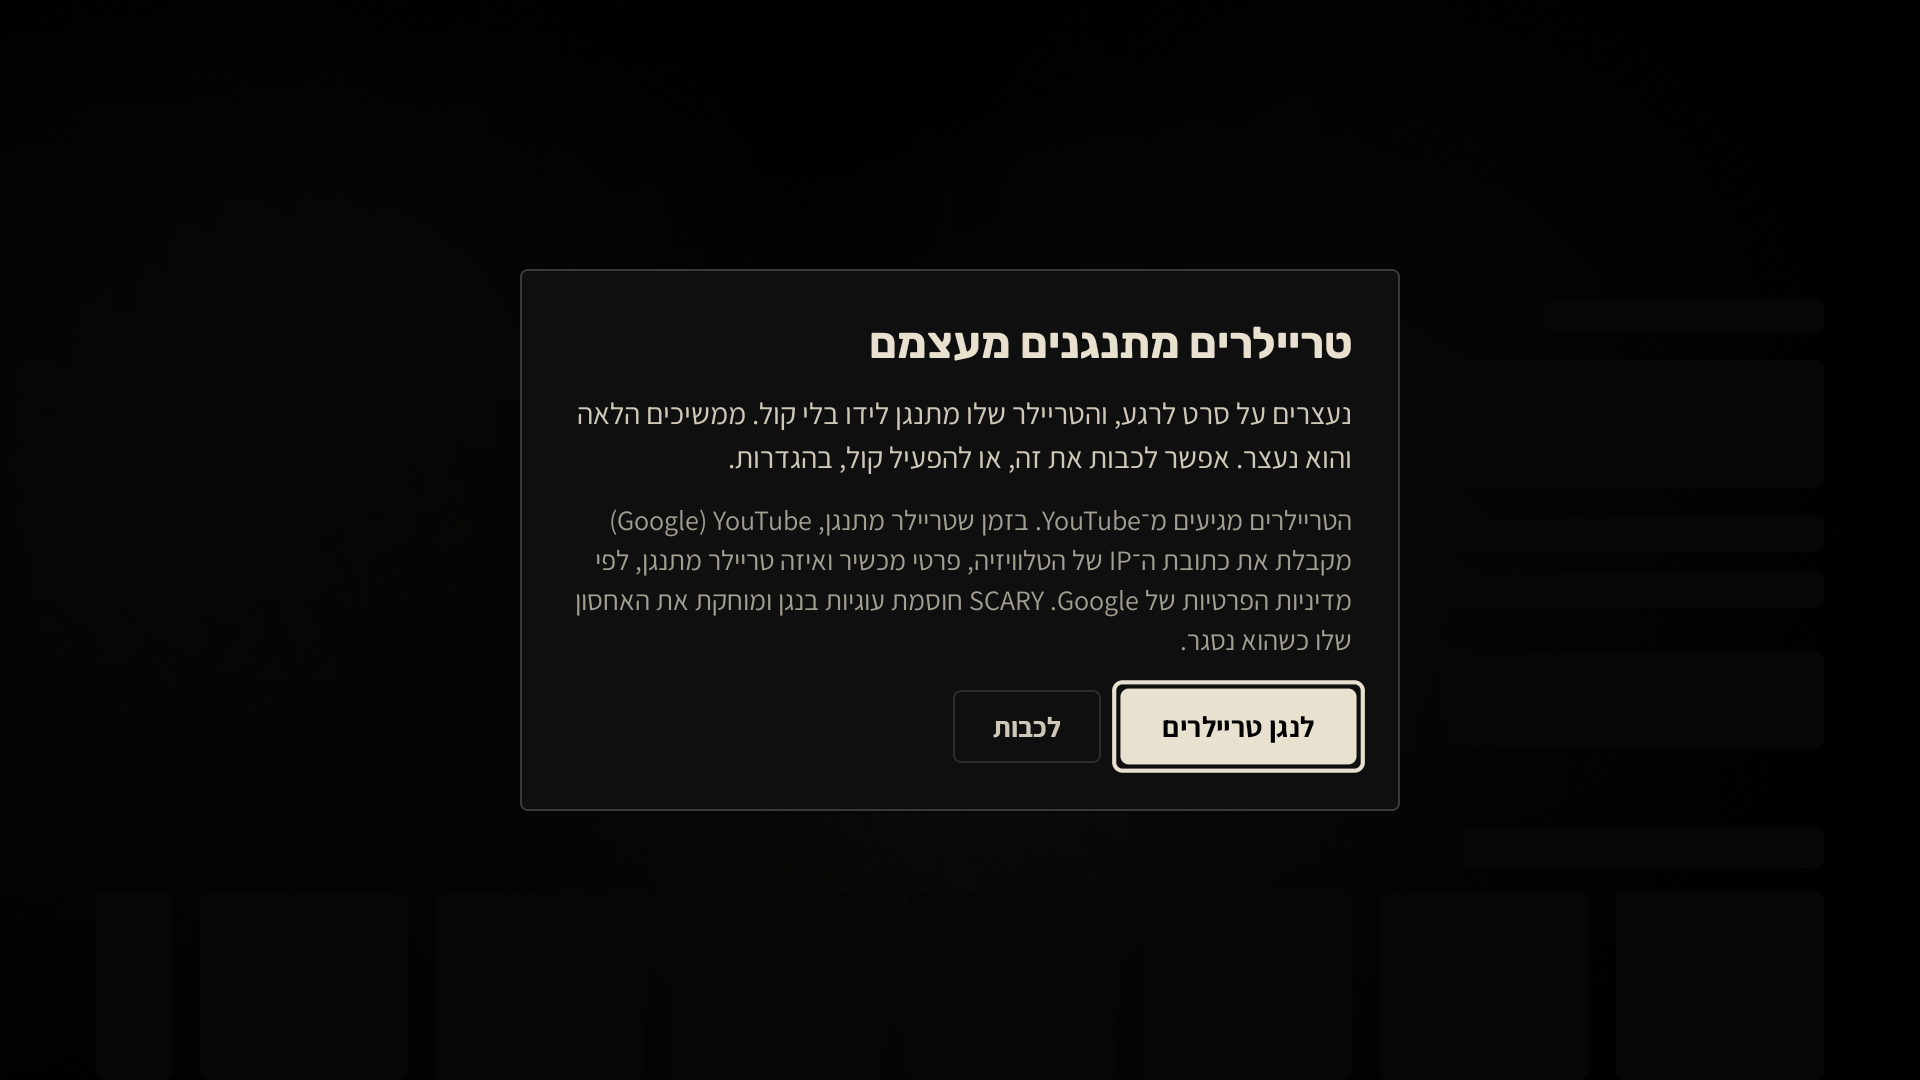 טריילרים מתנגנים מעצמם
נעצרים על סרט לרגע, והטריילר שלו מתנגן לידו בלי קול. ממשיכים הלאה
והוא נעצר. אפשר לכבות את זה, או להפעיל קול, בהגדרות.
הטריילרים מגיעים מ־YouTube. בזמן שטריילר מתנגן, YouTube (Google)
מקבלת את כתובת ה־IP של הטלוויזיה, פרטי מכשיר ואיזה טריילר מתנגן, לפי
מדיניות הפרטיות של Google. SCARY חוסמת עוגיות בנגן ומוחקת את האחסון
שלו כשהוא נסגר.
לנגן טריילרים
לכבות